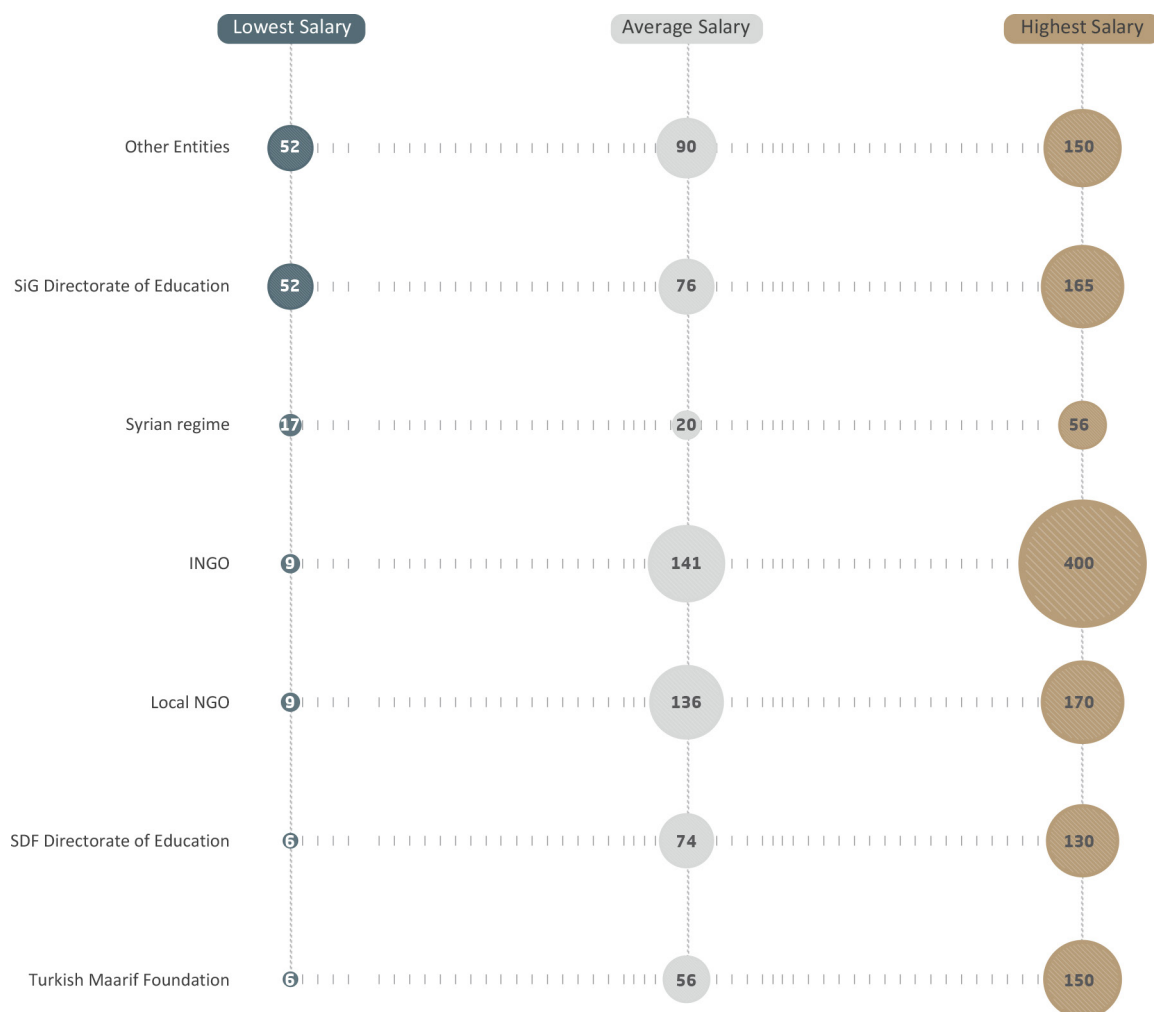 Lowest Salary Average Salary Highest Salary
Other Entities 52 90 150
SiG Directorate of Education 52 76 165
Syrian regime 17 20 56
INGO 9 141 400
Local NGO 9 136 170
SDF Directorate of Education 6 74 130
Turkish Maarif Foundation 6 56 150